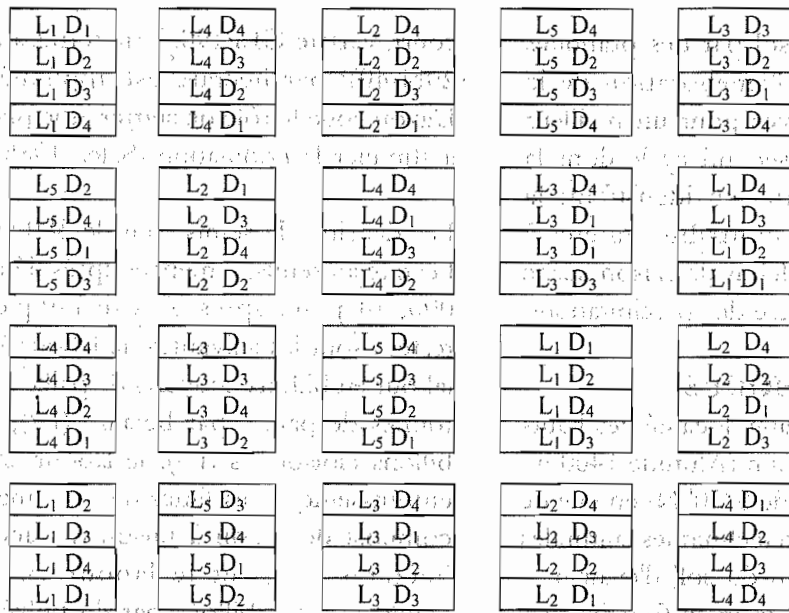 L₁ D₁ L₄ D₄ L₂ D₄ L₅ D₄ L₃ D₃
L₁ D₂ L₄ D₃ L₂ D₂ L₅ D₂ L₃ D₂
L₁ D₃ L₄ D₂ L₂ D₃ L₅ D₃ L₃ D₁
L₁ D₄ L₄ D₁ L₂ D₁ L₅ D₄ L₃ D₄
L₅ D₂ L₂ D₁ L₄ D₄ L₃ D₄ L₁ D₄
L₅ D₄ L₂ D₃ L₄ D₁ L₃ D₁ L₁ D₃
L₅ D₁ L₂ D₄ L₄ D₃ L₃ D₁ L₁ D₂
L₅ D₃ L₂ D₂ L₄ D₂ L₃ D₃ L₁ D₁
L₄ D₄ L₃ D₁ L₅ D₄ L₁ D₁ L₂ D₄
L₄ D₃ L₃ D₃ L₅ D₃ L₁ D₂ L₂ D₂
L₄ D₂ L₃ D₄ L₅ D₂ L₁ D₄ L₂ D₁
L₄ D₁ L₃ D₂ L₅ D₁ L₁ D₃ L₂ D₃
L₁ D₂ L₅ D₃ L₃ D₄ L₂ D₄ L₄ D₁
L₁ D₃ L₅ D₄ L₃ D₁ L₂ D₃ L₄ D₂
L₁ D₄ L₅ D₁ L₃ D₂ L₂ D₂ L₄ D₃
L₁ D₁ L₅ D₂ L₃ D₃ L₂ D₁ L₄ D₄